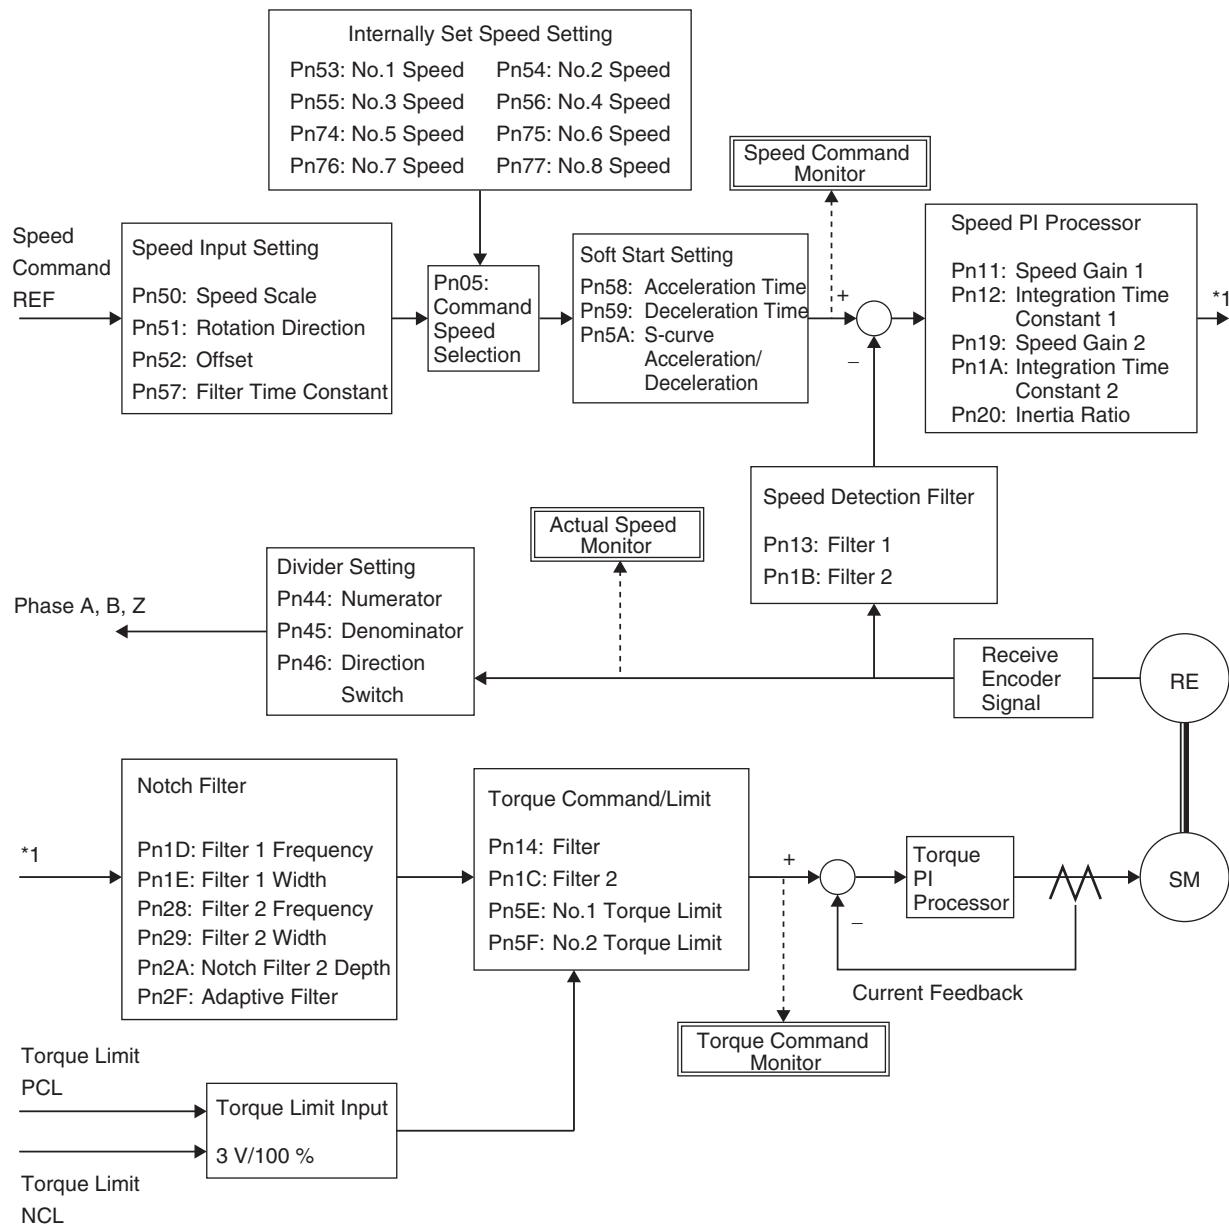 Internally Set Speed Setting
Pn53: No.1 Speed Pn54: No.2 Speed
Pn55: No.3 Speed Pn56: No.4 Speed
Pn74: No.5 Speed Pn75: No.6 Speed
Pn76: No.7 Speed Pn77: No.8 Speed
Speed Command
Monitor
Speed
Command
REF
Speed Input Setting
Pn50: Speed Scale
Pn51: Rotation Direction
Pn52: Offset
Pn57: Filter Time Constant
Pn05:
Command
Speed
Selection
Soft Start Setting
Pn58: Acceleration Time
Pn59: Deceleration Time
Pn5A: S-curve
Acceleration/
Deceleration
+
−
Speed PI Processor
Pn11: Speed Gain 1
Pn12: Integration Time
Constant 1
Pn19: Speed Gain 2
Pn1A: Integration Time
Constant 2
Pn20: Inertia Ratio
*1
Speed Detection Filter
Pn13: Filter 1
Pn1B: Filter 2
Actual Speed
Monitor
Phase A, B, Z
Divider Setting
Pn44: Numerator
Pn45: Denominator
Pn46: Direction
Switch
Receive
Encoder
Signal
RE
*1
Notch Filter
Pn1D: Filter 1 Frequency
Pn1E: Filter 1 Width
Pn28: Filter 2 Frequency
Pn29: Filter 2 Width
Pn2A: Notch Filter 2 Depth
Pn2F: Adaptive Filter
Torque Command/Limit
Pn14: Filter
Pn1C: Filter 2
Pn5E: No.1 Torque Limit
Pn5F: No.2 Torque Limit
+
−
Torque
PI
Processor
SM
Current Feedback
Torque Command
Monitor
Torque Limit
PCL
Torque Limit Input
3 V/100 %
Torque Limit
NCL